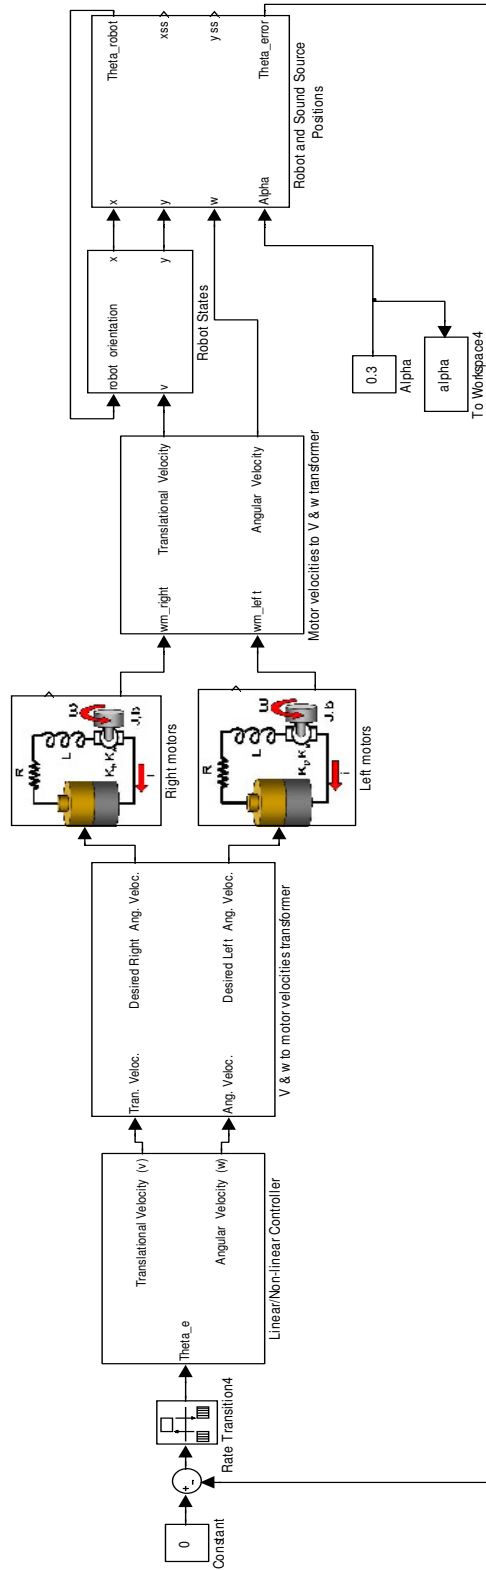 0
Constant
+
-
Rate Transition4
Theta_e
Translational Velocity (v)
Angular Velocity (w)
Linear/Non-linear Controller
Tran. Veloc.
Ang. Veloc.
Desired Right Ang. Veloc.
Desired Left Ang. Veloc.
V & w to motor velocities transformer
R
L
i
J,b
ω
Right motors
R
L
i
J,b
ω
Left motors
wm_right
wm_left
Translational Velocity
Angular Velocity
Motor velocities to V & w transformer
robot orientation
v
x
y
Robot States
0.3
Alpha
alpha
To Workspace4
x
y
w
Alpha
Theta_robot
xss
yss
Theta_error
Robot and Sound Source
Positions